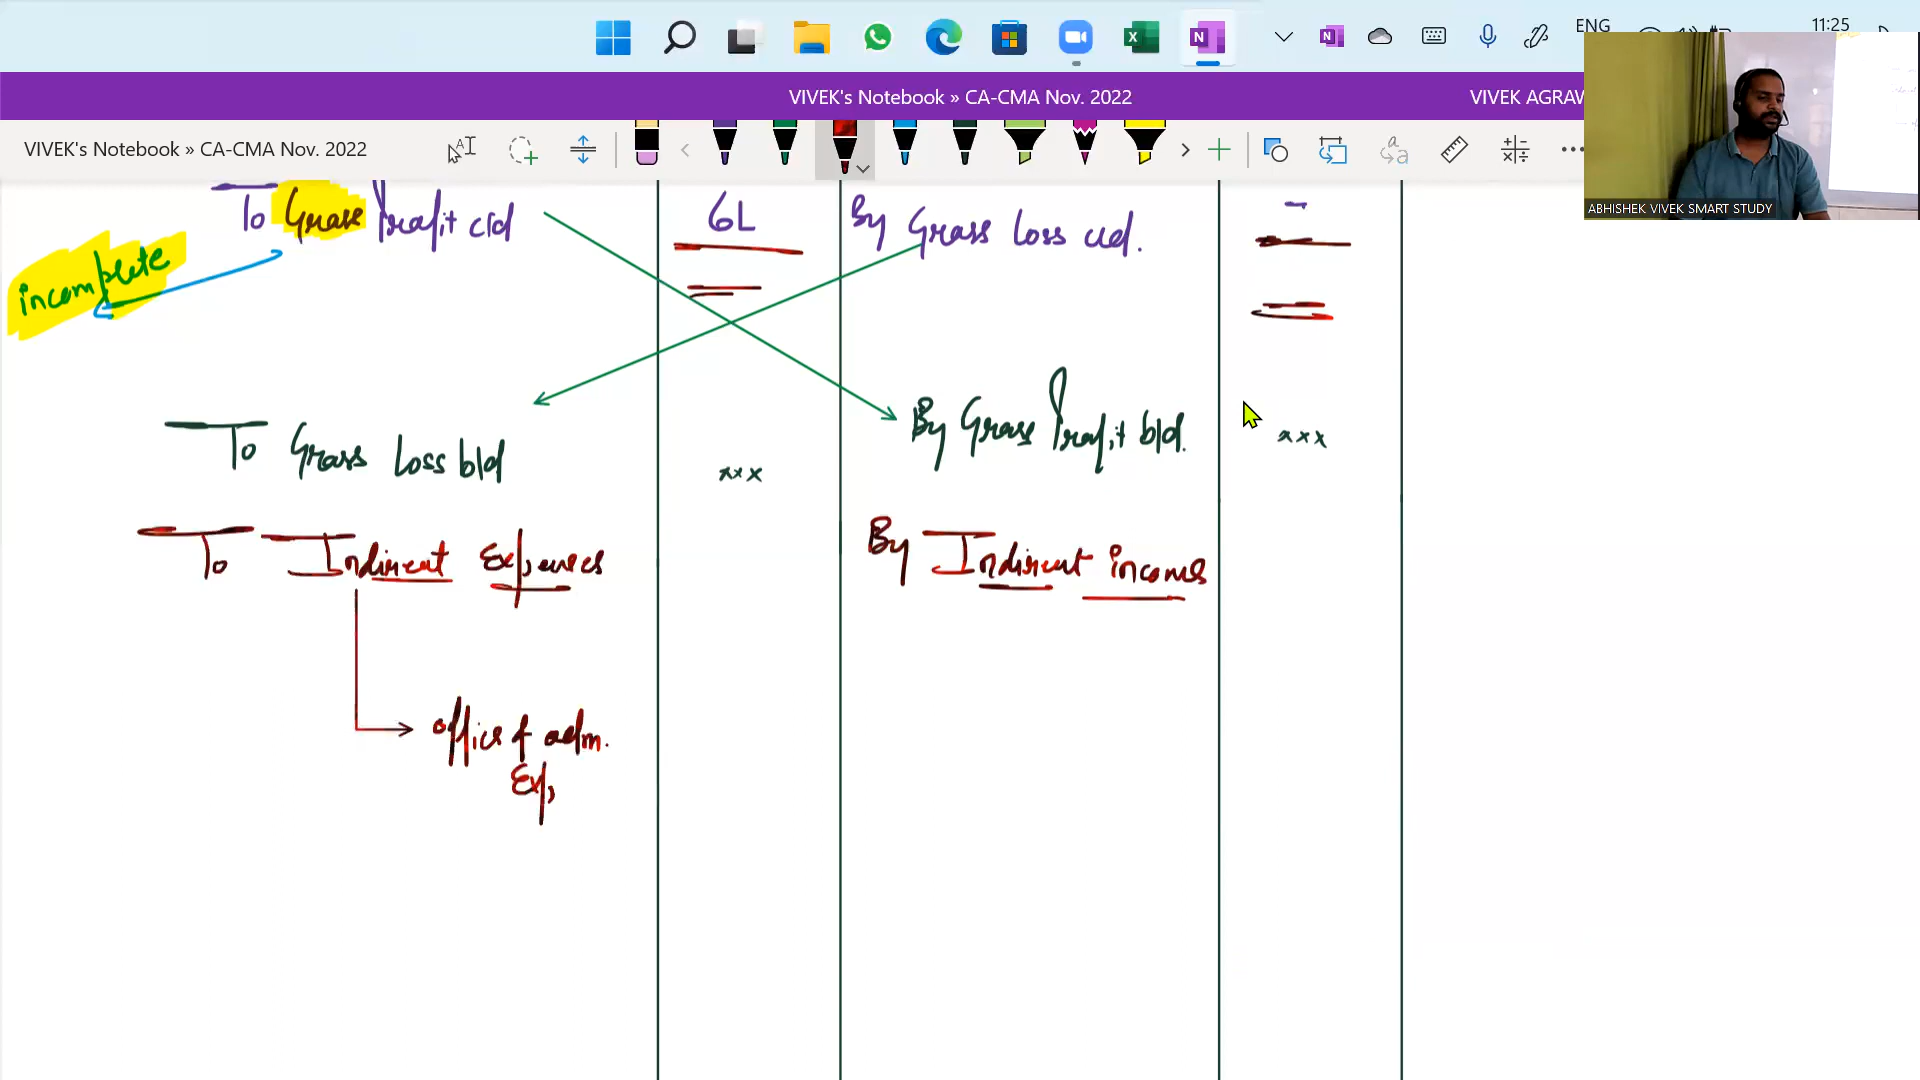 ENG
11:25
VIVEK's Notebook » CA-CMA Nov. 2022
VIVEK AGRAW
VIVEK's Notebook » CA-CMA Nov. 2022
ABHISHEK VIVEK SMART STUDY
To Gross Profit c/d 6L By Gross Loss c/d. -
incomplete
To Gross Loss b/d xxx By Gross Profit b/d. xxx
To Indirect Expenses By Indirect incomes
office & adm.
Exp,